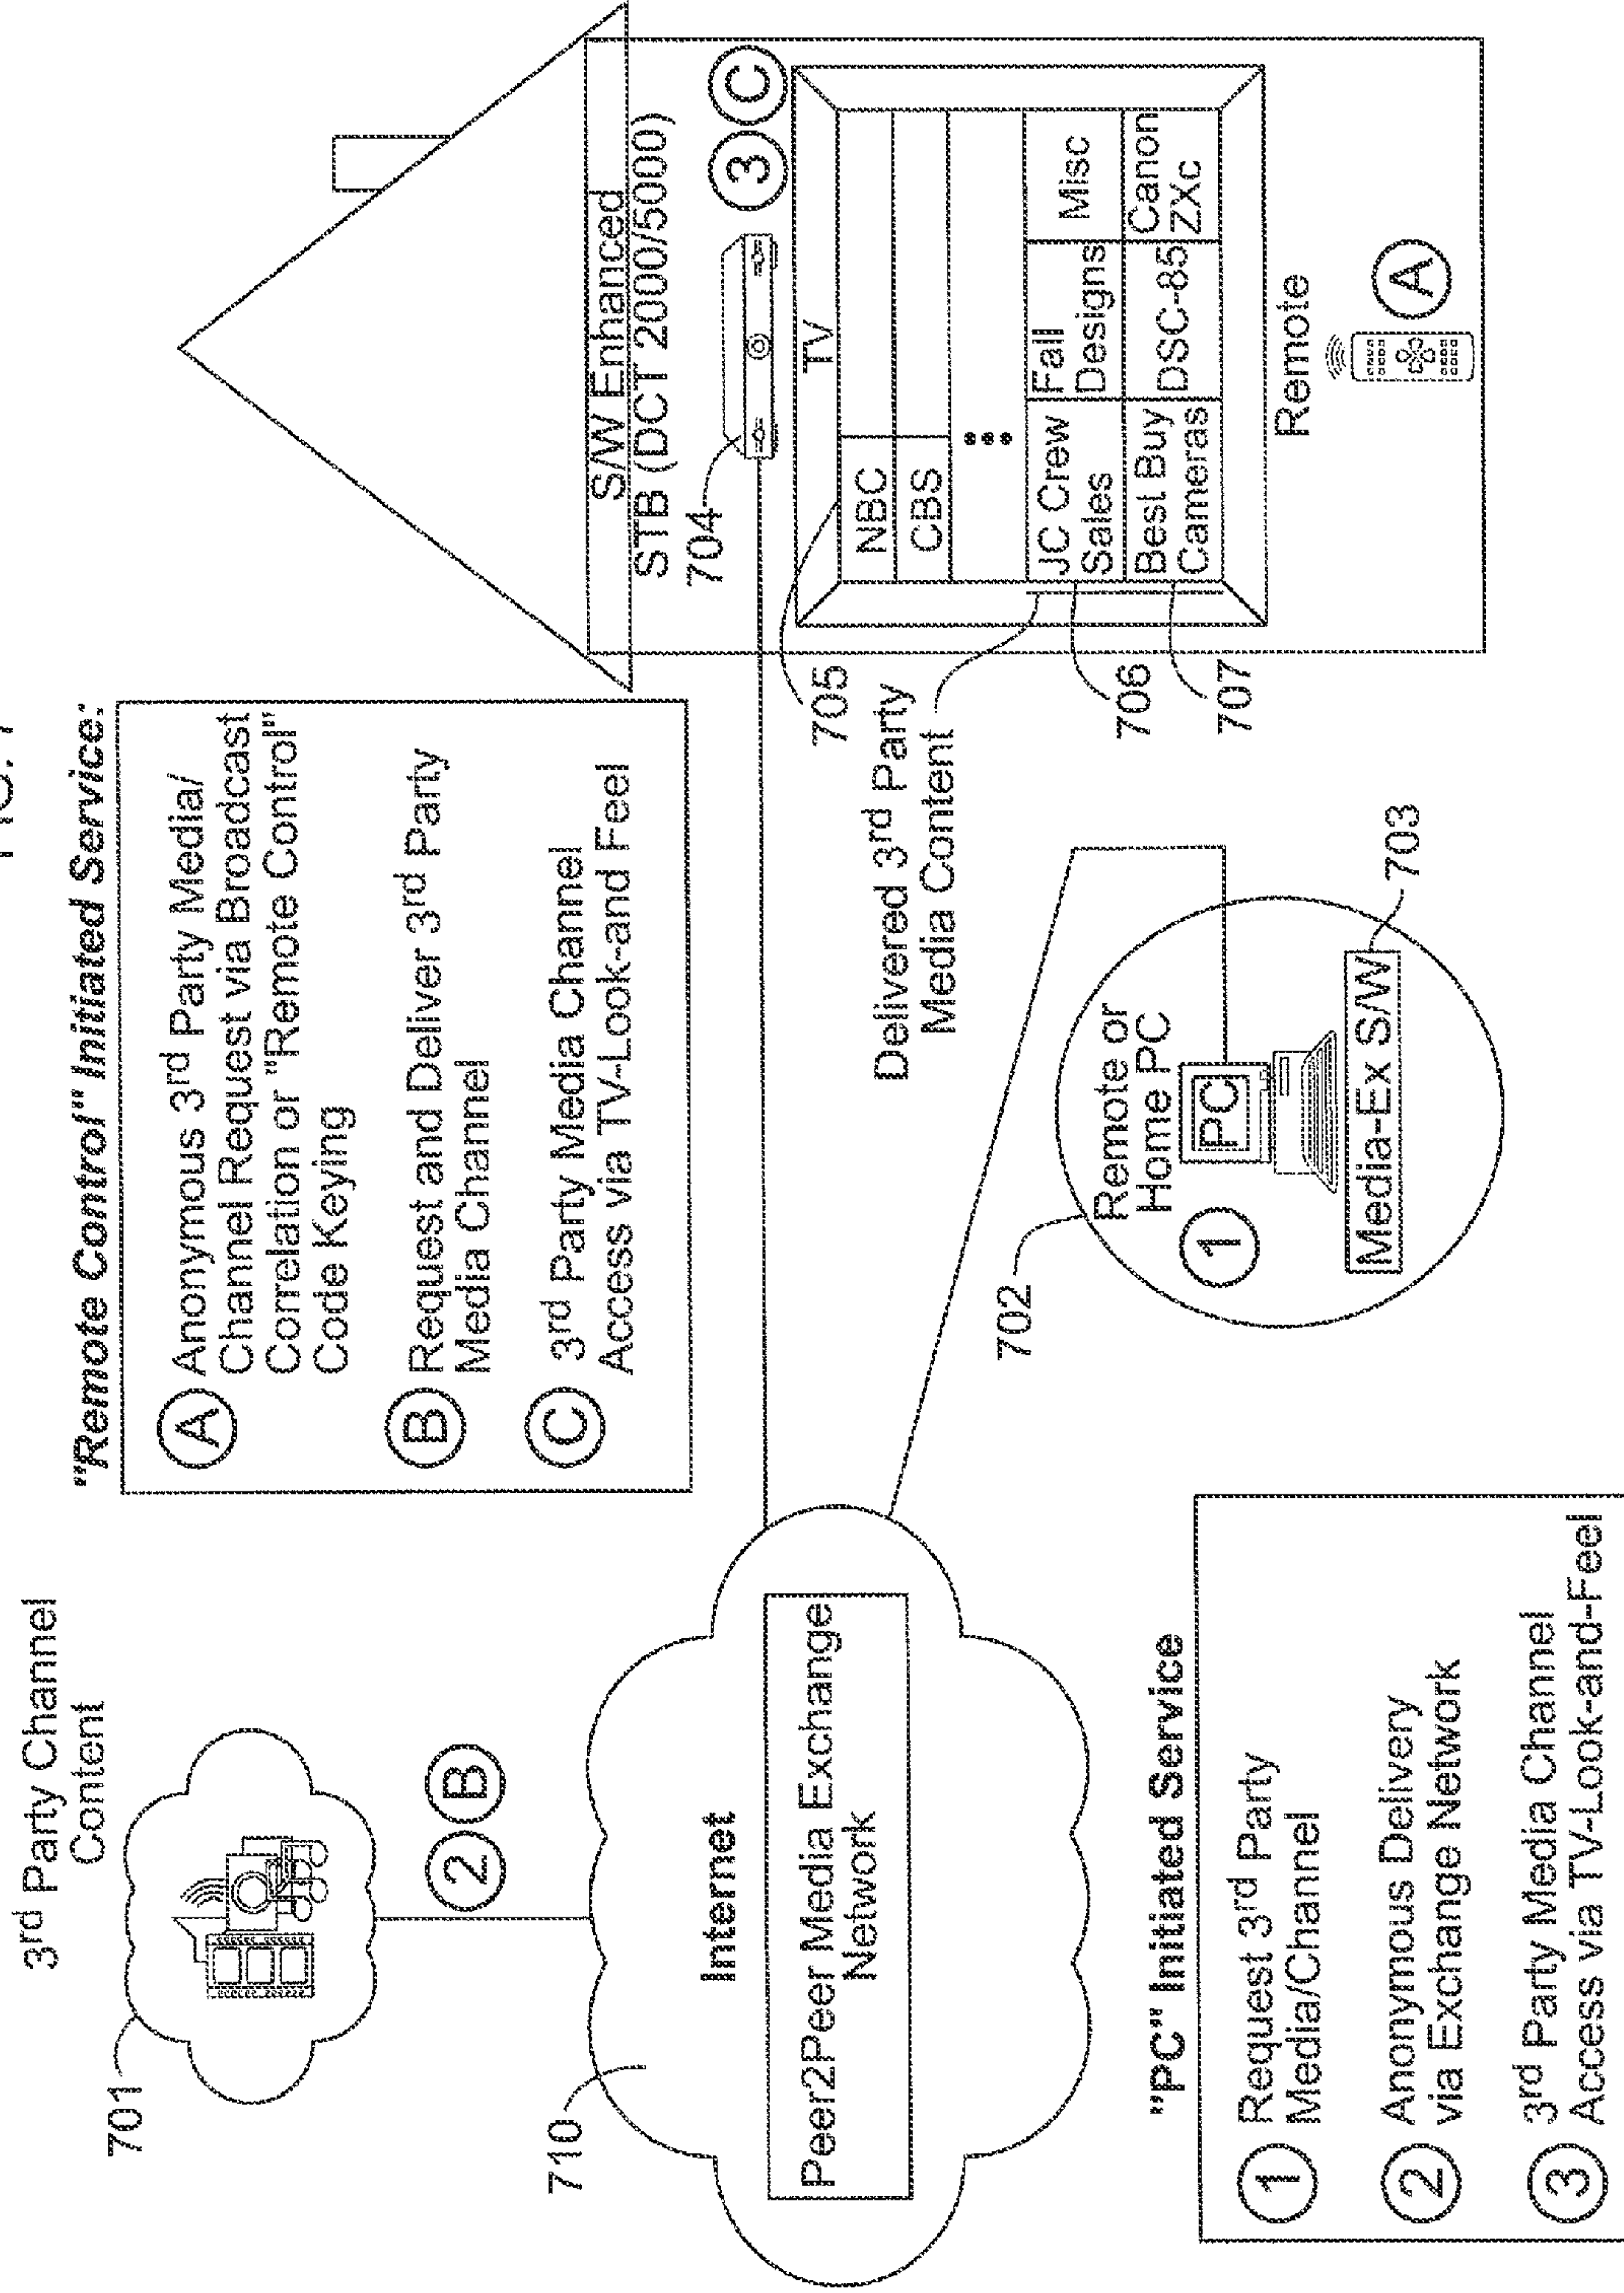 3rd Party Channel
Content
701
2 B
710
Internet
Peer2Peer Media Exchange
Network
"PC" Initiated Service
1 Request 3rd Party
Media/Channel
2 Anonymous Delivery
via Exchange Network
3 3rd Party Media Channel
Access via TV-Look-and-Feel
"Remote Control" Initiated Service:
A Anonymous 3rd Party Media/
Channel Request via Broadcast
Correlation or "Remote Control"
Code Keying
B Request and Deliver 3rd Party
Media Channel
C 3rd Party Media Channel
Access via TV-Look-and Feel
702
Remote or
Home PC
1
PC
Media-Ex S/W
703
Delivered 3rd Party
Media Content
S/W Enhanced
STB (DCT 2000/5000)
704
3 C
TV
705
NBC
CBS
JC Crew
Sales
Fall
Designs
Misc
Best Buy
Cameras
DSC-85
Canon
ZXc
706
707
Remote
A